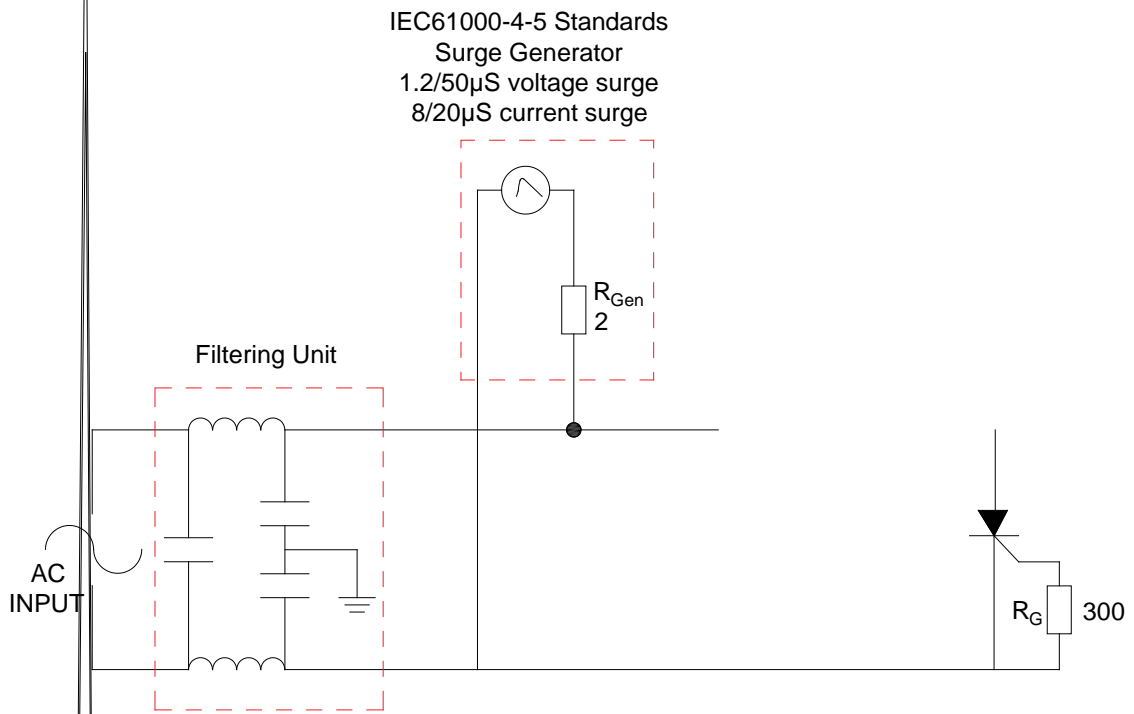 IEC61000-4-5 Standards
Surge Generator
1.2/50µS voltage surge
8/20µS current surge
RGen
2
Filtering Unit
AC
INPUT
RG
300